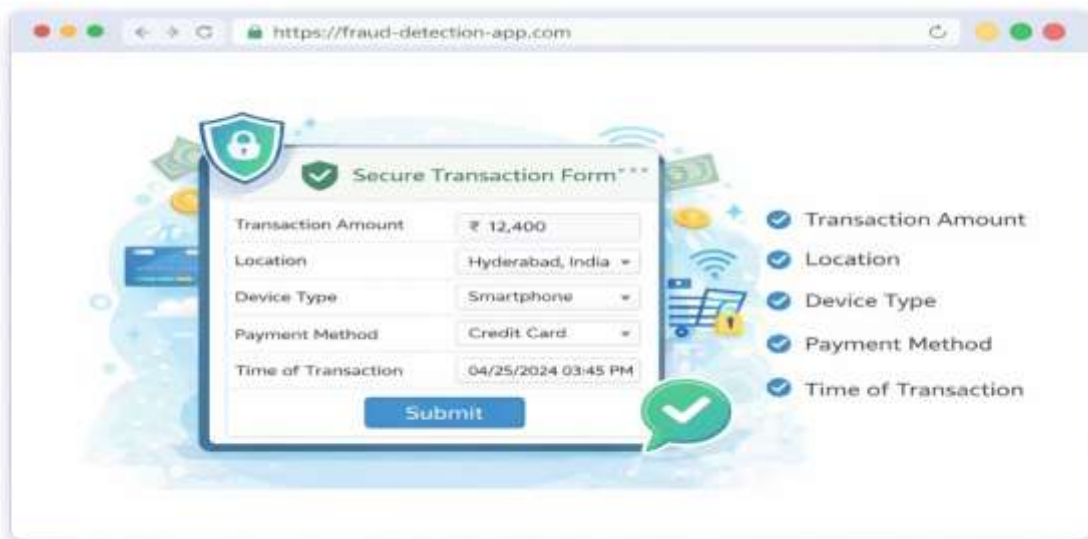 https://fraud-detection-app.com
Secure Transaction Form***
Transaction Amount ₹ 12,400
Location Hyderabad, India
Device Type Smartphone
Payment Method Credit Card
Time of Transaction 04/25/2024 03:45 PM
Submit
Transaction Amount
Location
Device Type
Payment Method
Time of Transaction